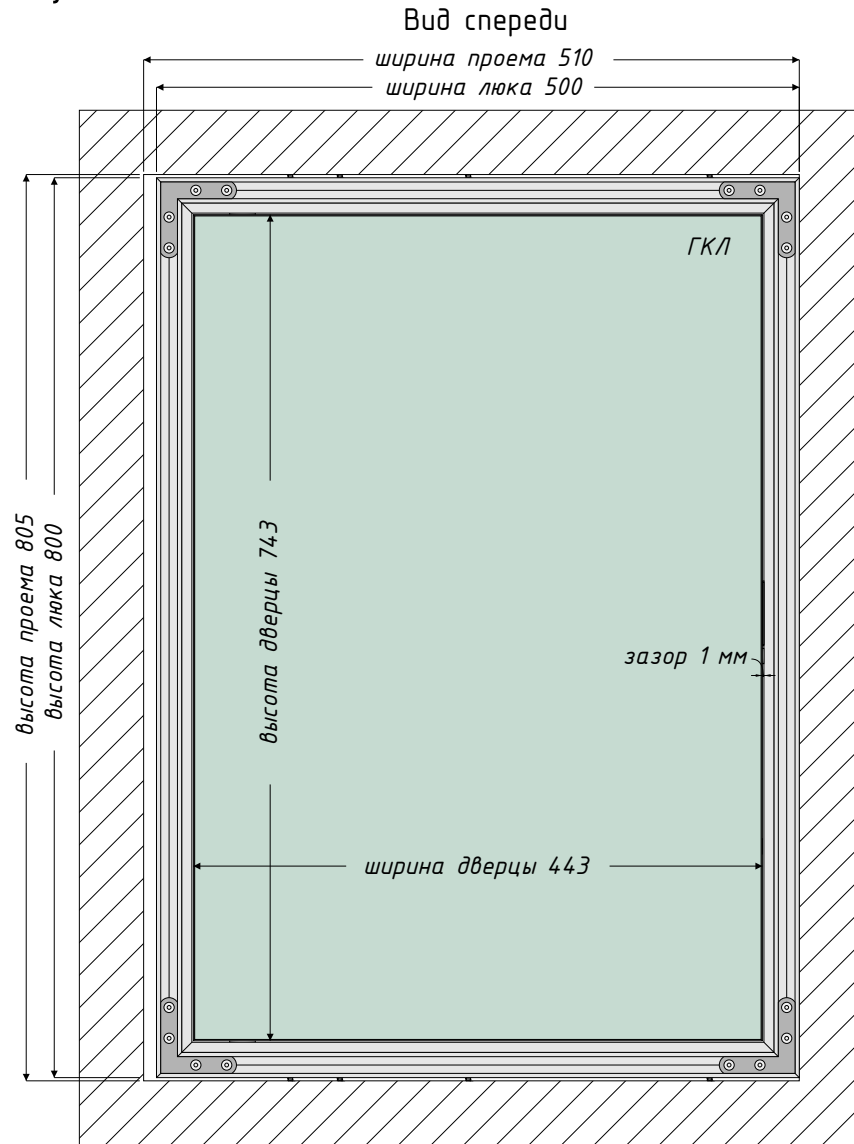 Вид спереди
ширина проема 510
ширина люка 500
ГКЛ
высота проема 805
высота люка 800
высота дверцы 743
зазор 1 мм
ширина дверцы 443